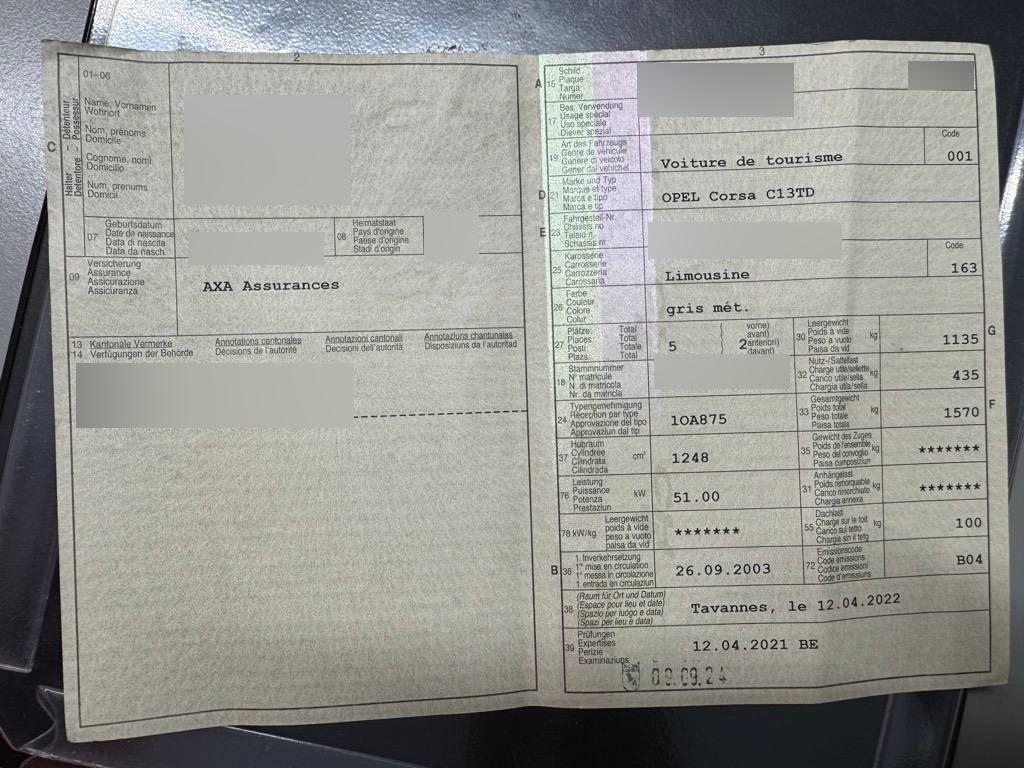 2
C
Halter - Détenteur
Detentore - Possessur
01-06
Name, Vornamen
Wohnort
Nom, prénoms
Domicile
Cognome, nomi
Domicilio
Num, prenums
Domicil
07
Geburtsdatum
Date de naissance
Data di nascita
Data da nasch.
08
Heimatstaat
Pays d'origine
Paese d'origine
Stadi d'origin
09
Versicherung
Assurance
Assicurazione
Assicuranza
AXA Assurances
13 Kantonale Vermerke
14 Verfügungen der Behörde
Annotations cantonales
Décisions de l'autorité
Annotazioni cantonali
Decisioni dell'autorità
Annotaziuns chantunalas
Disposiziuns da l'autoritad
3
A 15
Schild
Plaque
Targa
Numer
17
Bes. Verwendung
Usage spécial
Uso speciale
Diever spezial
19
Art des Fahrzeugs
Genre de véhicule
Genere di veicolo
Gener dal vehichel
Voiture de tourisme
Code
001
D 21
Marke und Typ
Marque et type
Marca e tipo
Marca e tip
OPEL Corsa C13TD
E 23
Fahrgestell-Nr.
Châssis no
Telaio n.
Schassis nr.
25
Karosserie
Carrosserie
Carrozzeria
Carossaria
Limousine
Code
163
26
Farbe
Couleur
Colore
Colur
gris mét.
27
Plätze: Total
Places: Total
Posti: Totale
Plazs: Total
5
2
vorne)
avant)
anteriori)
davant)
30
Leergewicht
Poids à vide
Peso a vuoto
Paisa da vid
kg
1135
G
18
Stammnummer
N° matricule
N. di matricola
Nr. da matricla
32
Nutz-/Sattellast
Charge utile/sellette
Carico utile/sella
Chargia utila/sella
kg
435
24
Typengenehmigung
Réception par type
Approvazione del tipo
Approvaziun dal tip
1OA875
33
Gesamtgewicht
Poids total
Peso totale
Paisa totala
kg
1570
F
37
Hubraum
Cylindrée
Cilindrata
Cilindrada
cm³
1248
35
Gewicht des Zuges
Poids de l'ensemble
Peso del convoglio
Paisa cumposiziun
kg
*******
76
Leistung
Puissance
Potenza
Prestaziun
kW
51.00
31
Anhängelast
Poids remorquable
Carico rimorchiato
Chargia annexa
kg
*******
78 kW/kg
Leergewicht
poids à vide
peso a vuoto
paisa da vid
*******
55
Dachlast
Charge sur le toit
Carico sul tetto
Chargia sin il tetg
kg
100
B 36
1. Inverkehrsetzung
1re mise en circulation
1a messa in circolazione
1. entrada en circulaziun
26.09.2003
72
Emissionscode
Code émissions
Codice emissioni
Code d'emissiuns
B04
38
(Raum für Ort und Datum)
(Espace pour lieu et date)
(Spazio per luogo e data)
(Spazi per lieu e data)
Tavannes, le 12.04.2022
39
Prüfungen
Expertises
Perizie
Examinaziuns
12.04.2021 BE
09.09.24